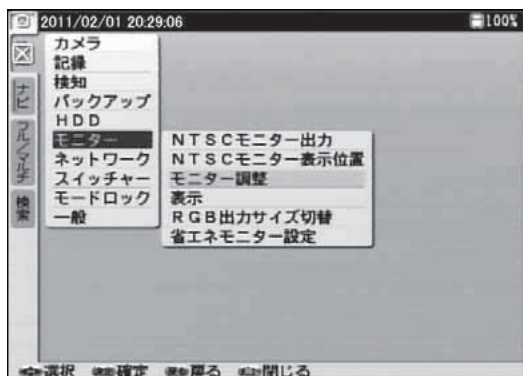 2011/02/01 20:29:06 100%
カメラ
記録
検知
バックアップ
HDD
モニター
ネットワーク
スイッチャー
モードロック
一般
NTSCモニター出力
NTSCモニター表示位置
モニター調整
表示
RGB出力サイズ切替
省エネモニター設定
ナビ
フル/マルチ
検索
選択 確定 戻る 閉じる